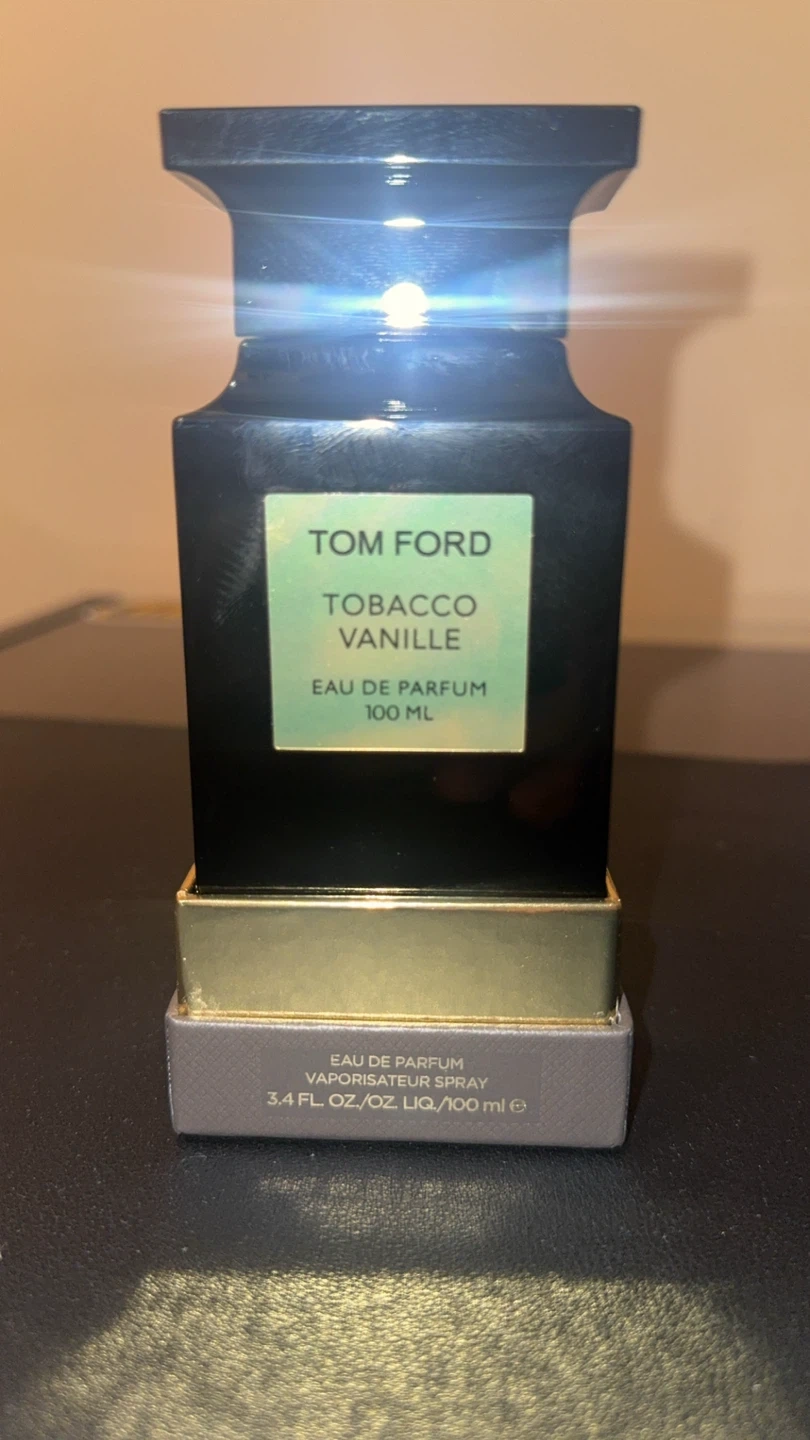 TOM FORD
TOBACCO
VANILLE
EAU DE PARFUM
100 ML
EAU DE PARFUM
VAPORISATEUR SPRAY
3.4 FL. OZ./OZ. LIQ./100 ml ℮